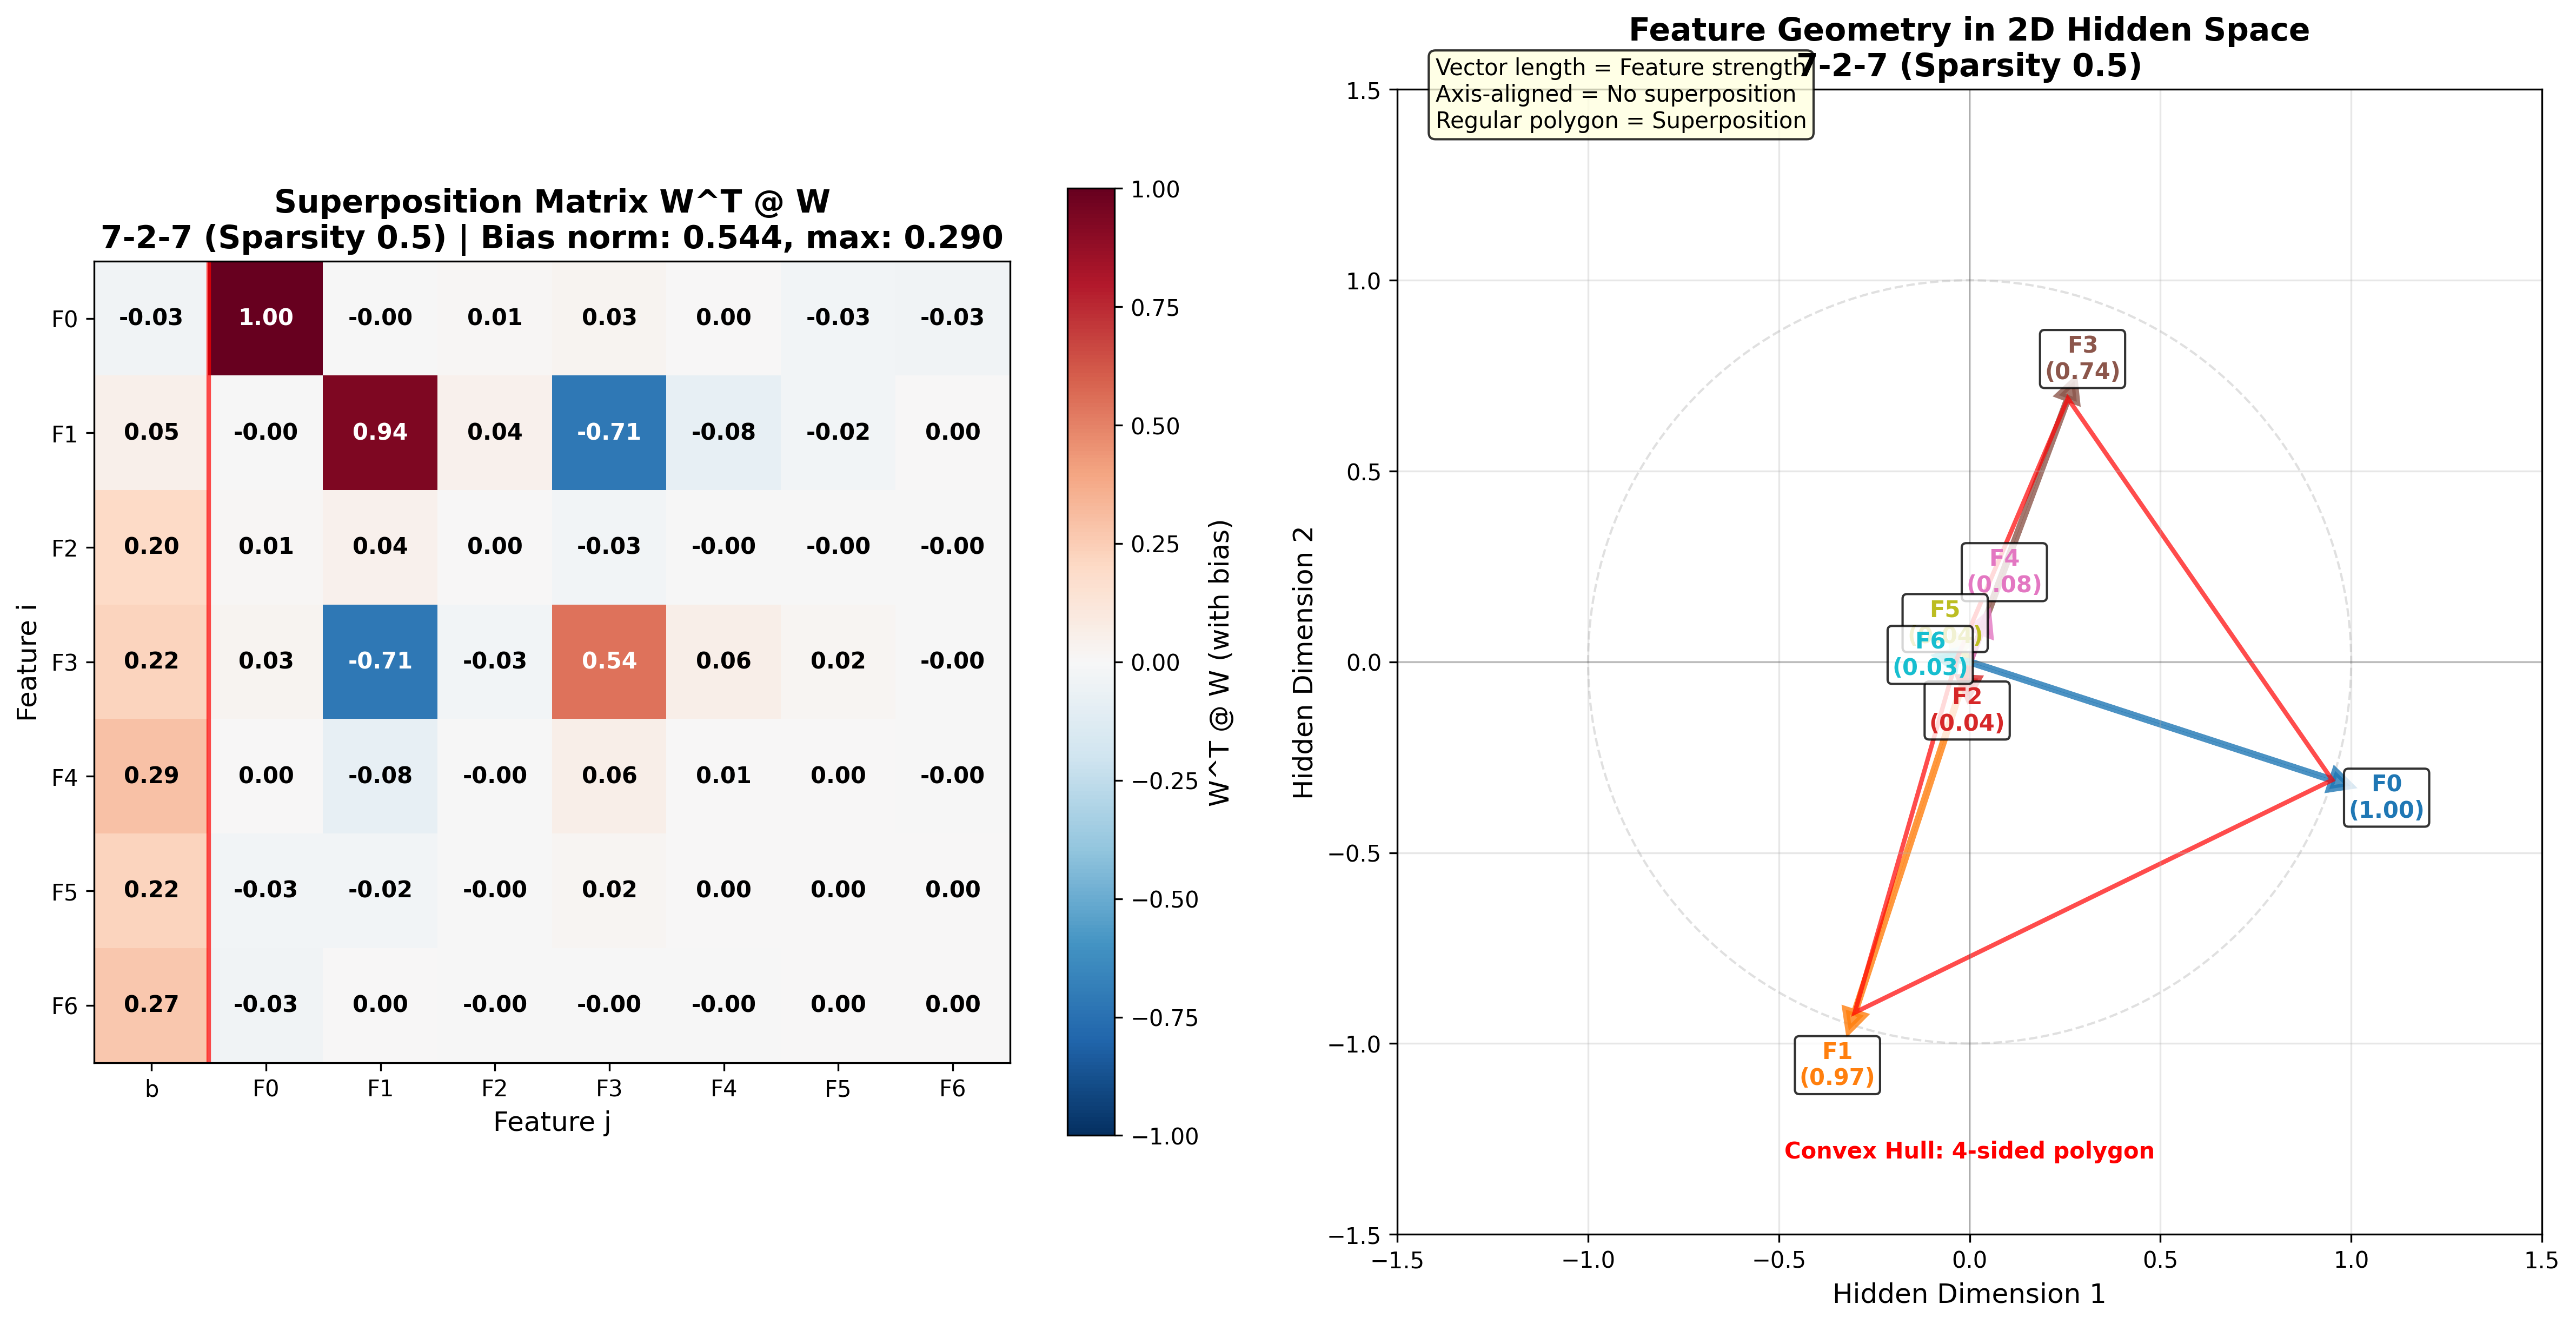 Superposition Matrix W^T @ W
7-2-7 (Sparsity 0.5) | Bias norm: 0.544, max: 0.290
Feature i
F0 -0.03 1.00 -0.00 0.01 0.03 0.00 -0.03 -0.03
F1 0.05 -0.00 0.94 0.04 -0.71 -0.08 -0.02 0.00
F2 0.20 0.01 0.04 0.00 -0.03 -0.00 -0.00 -0.00
F3 0.22 0.03 -0.71 -0.03 0.54 0.06 0.02 -0.00
F4 0.29 0.00 -0.08 -0.00 0.06 0.01 0.00 -0.00
F5 0.22 -0.03 -0.02 -0.00 0.02 0.00 0.00 0.00
F6 0.27 -0.03 0.00 -0.00 -0.00 -0.00 0.00 0.00
b F0 F1 F2 F3 F4 F5 F6
Feature j
1.00
0.75
0.50
0.25
0.00
−0.25
−0.50
−0.75
−1.00
W^T @ W (with bias)
Feature Geometry in 2D Hidden Space
7-2-7 (Sparsity 0.5)
Vector length = Feature strength
Axis-aligned = No superposition
Regular polygon = Superposition
Hidden Dimension 2
1.5
1.0
0.5
0.0
−0.5
−1.0
−1.5
F3
(0.74)
F4
(0.08)
F5
F6
(0.03)
F2
(0.04)
F0
(1.00)
F1
(0.97)
Convex Hull: 4-sided polygon
−1.5 −1.0 −0.5 0.0 0.5 1.0 1.5
Hidden Dimension 1